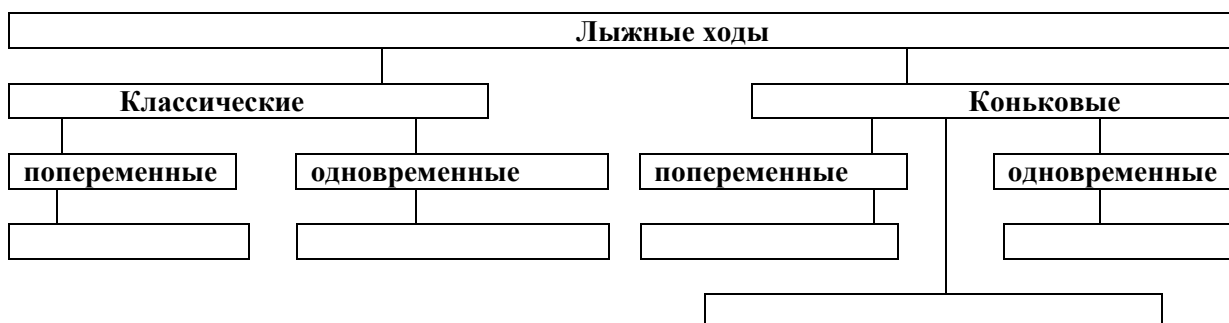 Лыжные ходы
Классические Коньковые
попеременные одновременные попеременные одновременные